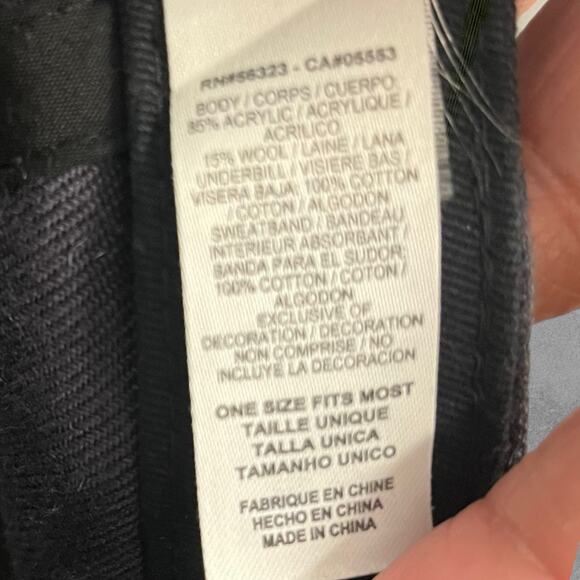 RN#56323 - CA#05553
BODY / CORPS / CUERPO:
85% ACRYLIC / ACRYLIQUE /
ACRILICO
15% WOOL / LAINE / LANA
UNDERBILL / VISIERE BAS /
VISERA BAJA: 100% COTTON
/ COTON / ALGODON
SWEATBAND / BANDEAU
INTERIEUR ABSORBANT /
BANDA PARA EL SUDOR:
100% COTTON / COTON /
ALGODON
EXCLUSIVE OF
DECORATION / DECORATION
NON COMPRISE / NO
INCLUYE LA DECORACION
ONE SIZE FITS MOST
TAILLE UNIQUE
TALLA UNICA
TAMANHO UNICO
FABRIQUE EN CHINE
HECHO EN CHINA
MADE IN CHINA